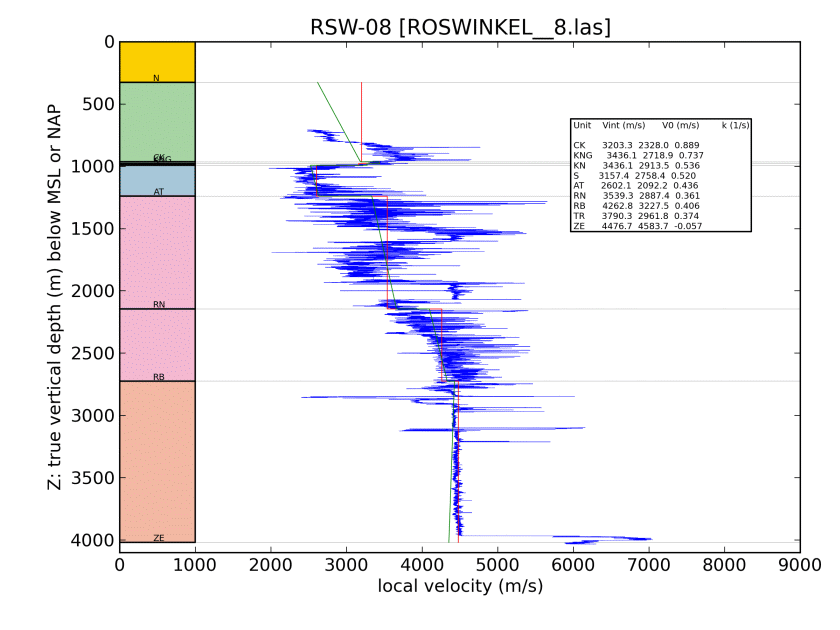 RSW-08 [ROSWINKEL__8.las]
Z: true vertical depth (m) below MSL or NAP
0
500
1000
1500
2000
2500
3000
3500
4000
N
CK
KNG
AT
RN
RB
ZE
Unit Vint (m/s) V0 (m/s) k (1/s)
CK 3203.3 2328.0 0.889
KNG 3436.1 2718.9 0.737
KN 3436.1 2913.5 0.536
S 3157.4 2758.4 0.520
AT 2602.1 2092.2 0.436
RN 3539.3 2887.4 0.361
RB 4262.8 3227.5 0.406
TR 3790.3 2961.8 0.374
ZE 4476.7 4583.7 -0.057
0 1000 2000 3000 4000 5000 6000 7000 8000 9000
local velocity (m/s)